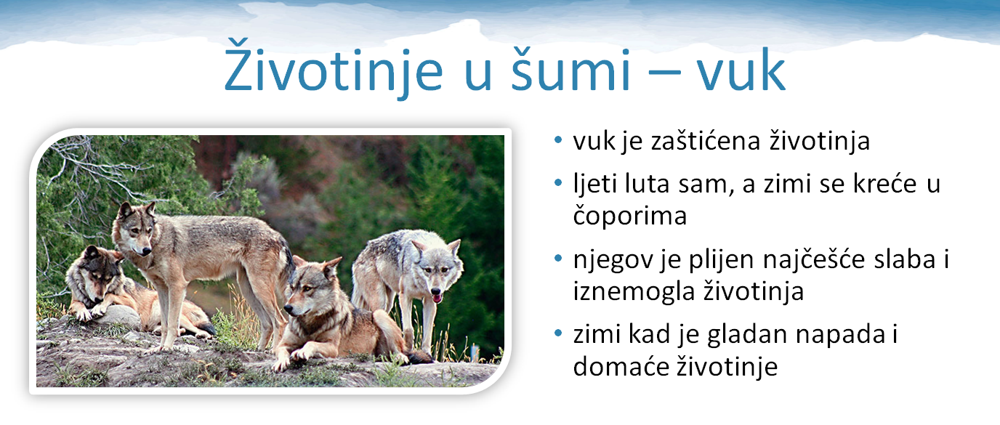 Životinje u šumi – vuk
• vuk je zaštićena životinja
• ljeti luta sam, a zimi se kreće u
čoporima
• njegov je plijen najčešće slaba i
iznemogla životinja
• zimi kad je gladan napada i
domaće životinje